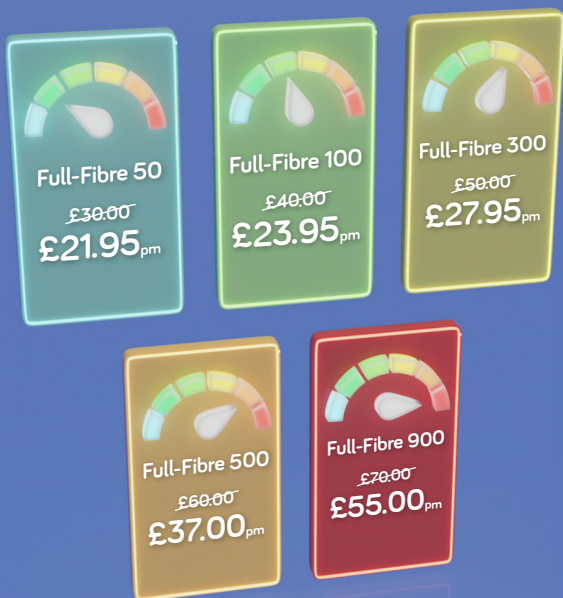 Full-Fibre 50
£30.00
£21.95pm
Full-Fibre 100
£40.00
£23.95pm
Full-Fibre 300
£50.00
£27.95pm
Full-Fibre 500
£60.00
£37.00pm
Full-Fibre 900
£70.00
£55.00pm